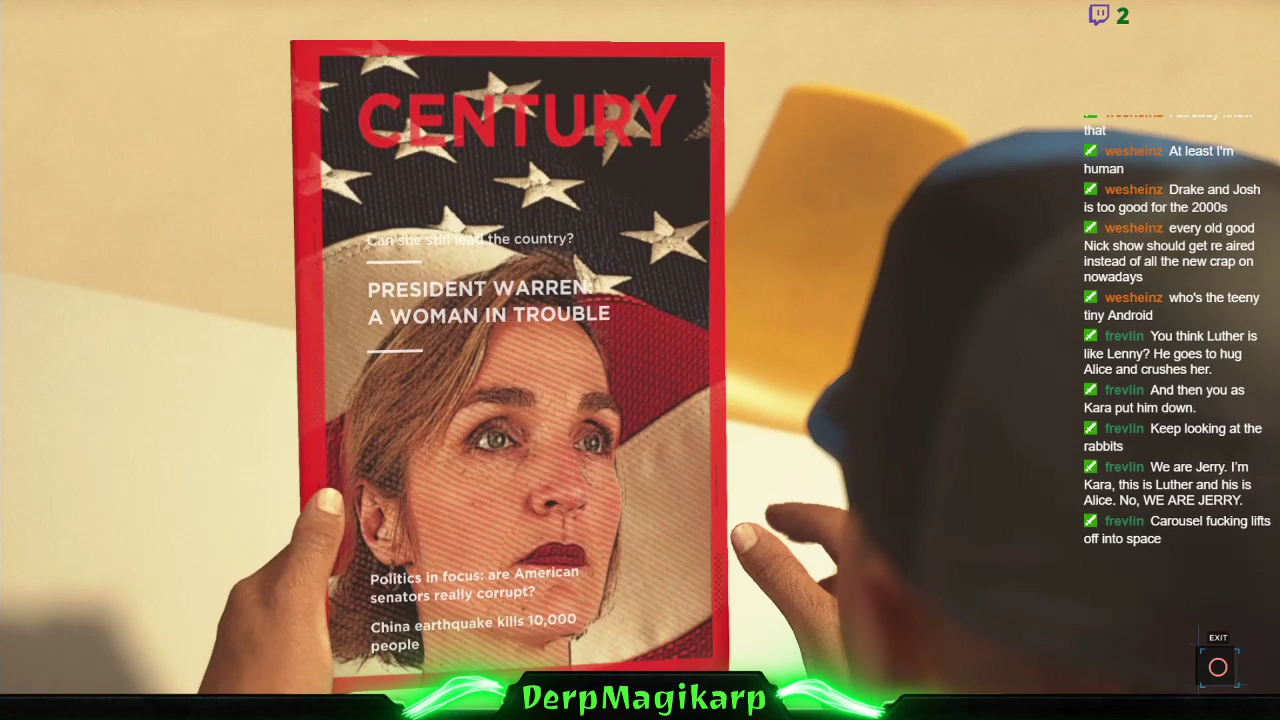 2
PREVIOUS
CENTURY
Can she still lead the country?
PRESIDENT WARREN:
A WOMAN IN TROUBLE
Politics in focus: are American
senators really corrupt?
China earthquake kills 10,000
people
that
wesheinz At least I'm
human
wesheinz Drake and Josh
is too good for the 2000s
wesheinz every old good
Nick show should get re aired
instead of all the new crap on
nowadays
wesheinz who's the teeny
tiny Android
frevlin You think Luther is
like Lenny? He goes to hug
Alice and crushes her.
frevlin And then you as
Kara put him down.
frevlin Keep looking at the
rabbits
frevlin We are Jerry. I'm
Kara, this is Luther and his is
Alice. No, WE ARE JERRY.
frevlin Carousel fucking lifts
off into space
EXIT
DerpMagikarp